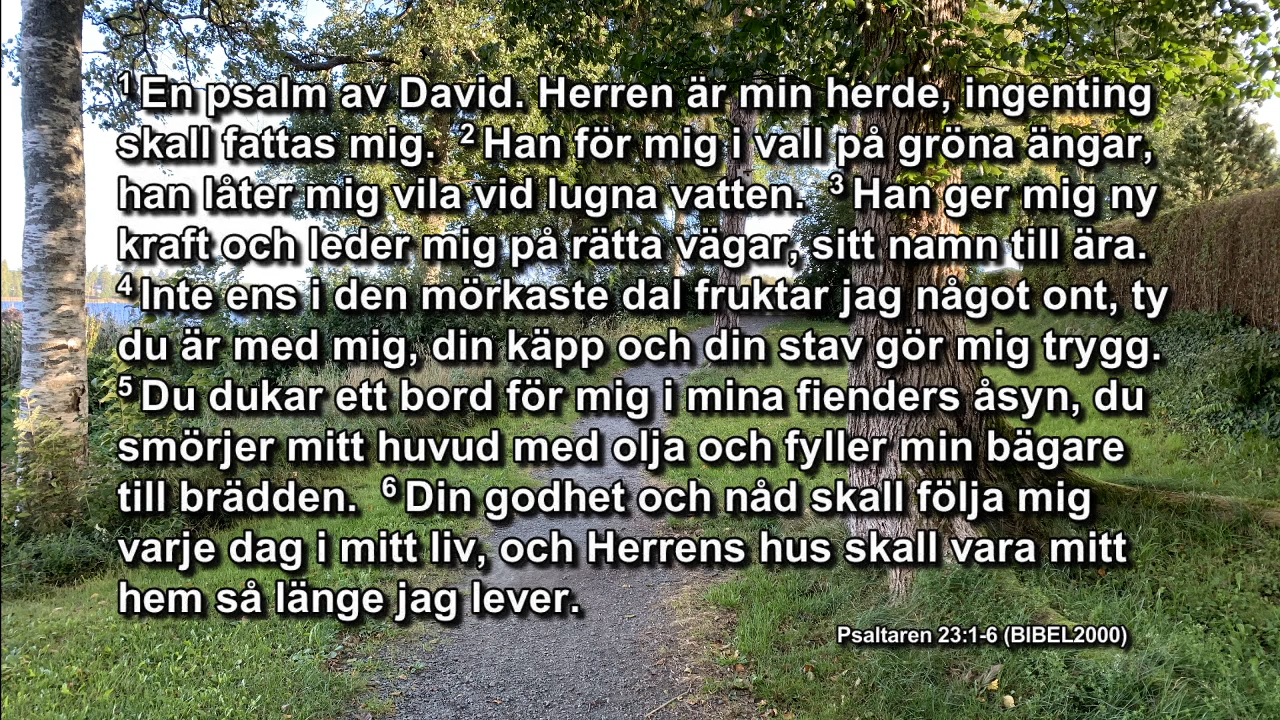 1 En psalm av David. Herren är min herde, ingenting
skall fattas mig. 2 Han för mig i vall på gröna ängar,
han låter mig vila vid lugna vatten. 3 Han ger mig ny
kraft och leder mig på rätta vägar, sitt namn till ära.
4 Inte ens i den mörkaste dal fruktar jag något ont, ty
du är med mig, din käpp och din stav gör mig trygg.
5 Du dukar ett bord för mig i mina fienders åsyn, du
smörjer mitt huvud med olja och fyller min bägare
till brädden. 6 Din godhet och nåd skall följa mig
varje dag i mitt liv, och Herrens hus skall vara mitt
hem så länge jag lever.
Psaltaren 23:1-6 (BIBEL2000)